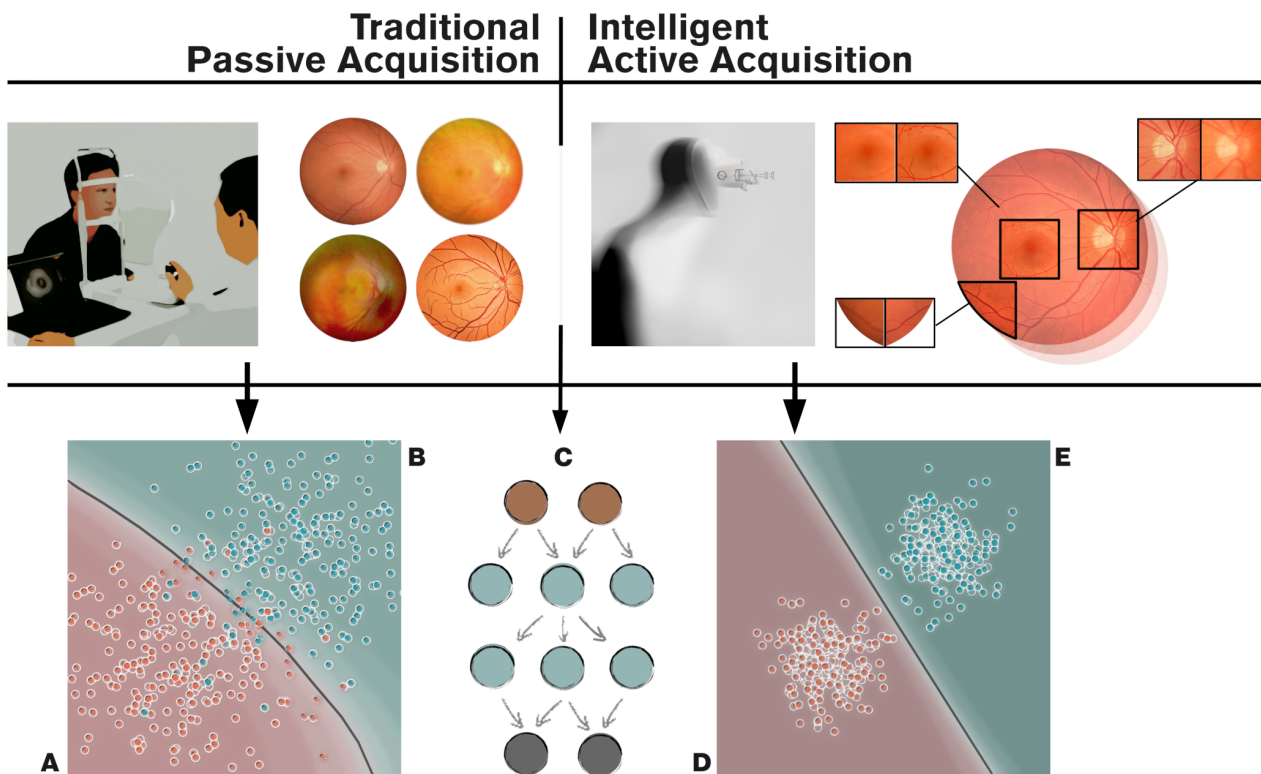 Traditional
Passive Acquisition
Intelligent
Active Acquisition
B
C
E
A
D